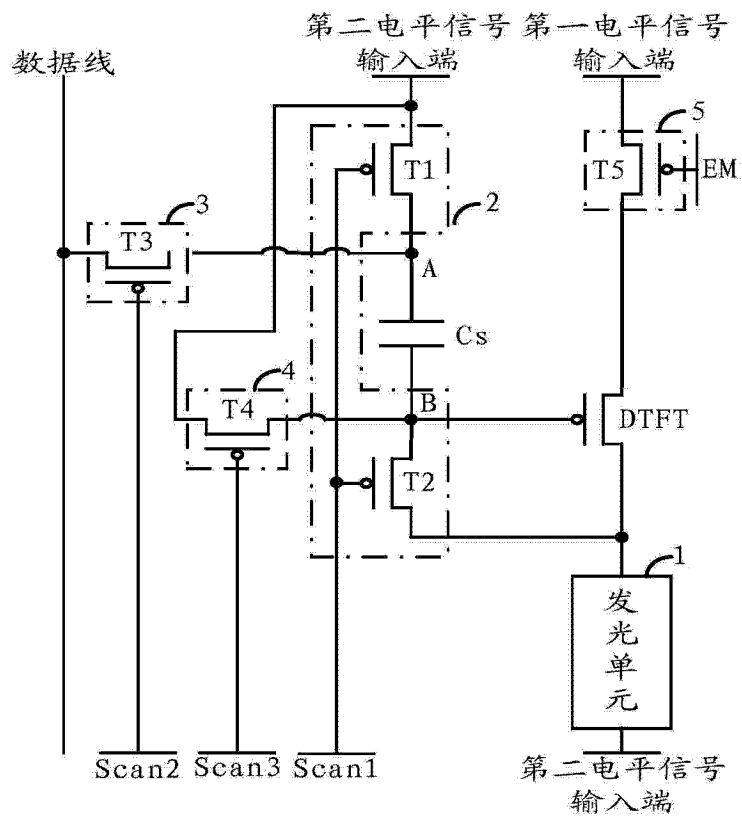 第二电平信号
输入端
第一电平信号
输入端
数据线
5
T1
T5
EM
2
3
T3
A
Cs
4
T4
B
DTFT
T2
1
发光单元
Scan2
Scan3
Scan1
第二电平信号
输入端